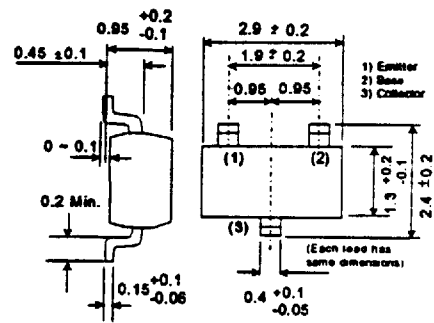 0.95 +0.2 -0.1
0.45 ±0.1
0 ~ 0.1
0.2 Min.
0.15 +0.1 -0.06
2.9 ± 0.2
1.9 ± 0.2
0.95 0.95
1) Emitter
2) Base
3) Collector
(1) (2)
(3)
1.3 +0.2 -0.1
2.4 ±0.2
(Each lead has
same dimensions)
0.4 +0.1 -0.05